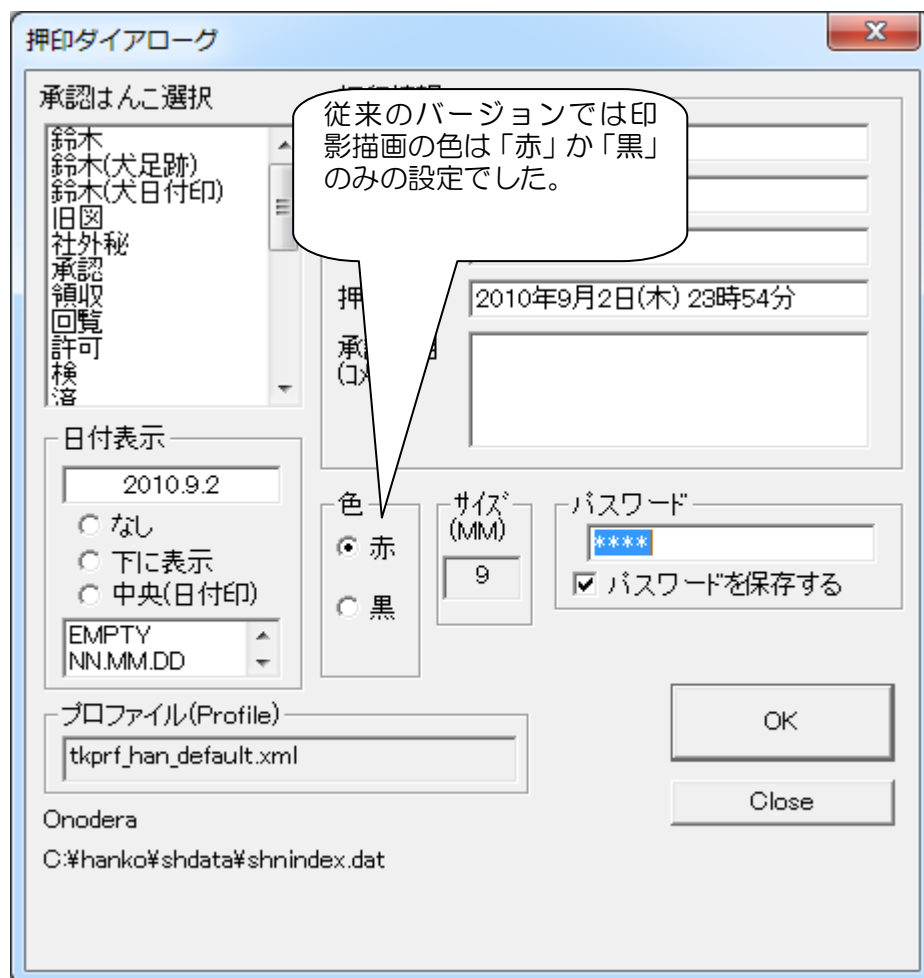 押印ダイアローグ
承認はんこ選択
鈴木
鈴木(犬足跡)
鈴木(犬日付印)
旧図
社外秘
承認
領収
回覧
許可
検
済
従来のバージョンでは印
影描画の色は「赤」か「黒」
のみの設定でした。
押
2010年9月2日(木) 23時54分
承認
(コメ
日付表示
2010.9.2
なし
下に表示
中央(日付印)
EMPTY
NN.MM.DD
色
赤
黒
サイズ
(MM)
9
パスワード
****
パスワードを保存する
プロファイル(Profile)
tkprf_han_default.xml
OK
Close
Onodera
C:¥hanko¥shdata¥shnindex.dat